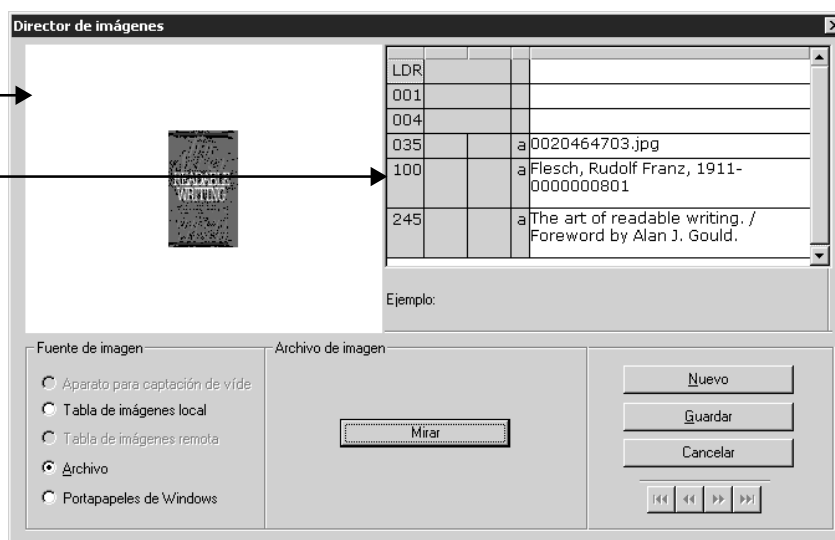 Director de imágenes
READABLE
WRITING
LDR
001
004
035 a 0020464703.jpg
100 a Flesch, Rudolf Franz, 1911-
0000000801
245 a The art of readable writing. /
Foreword by Alan J. Gould.
Ejemplo:
Fuente de imagen
Aparato para captación de víde
Tabla de imágenes local
Tabla de imágenes remota
Archivo
Portapapeles de Windows
Archivo de imagen
Mirar
Nuevo
Guardar
Cancelar